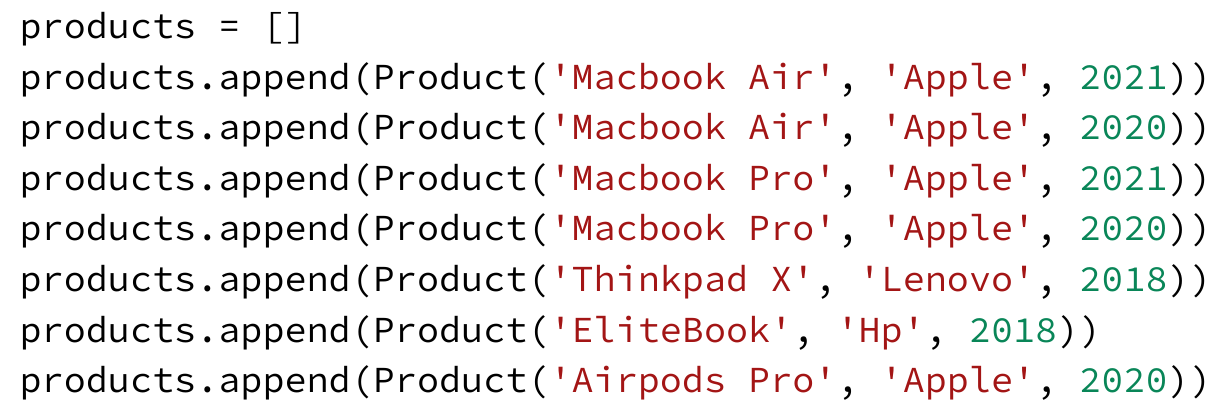 products = []
products.append(Product('Macbook Air', 'Apple', 2021))
products.append(Product('Macbook Air', 'Apple', 2020))
products.append(Product('Macbook Pro', 'Apple', 2021))
products.append(Product('Macbook Pro', 'Apple', 2020))
products.append(Product('Thinkpad X', 'Lenovo', 2018))
products.append(Product('EliteBook', 'Hp', 2018))
products.append(Product('Airpods Pro', 'Apple', 2020))